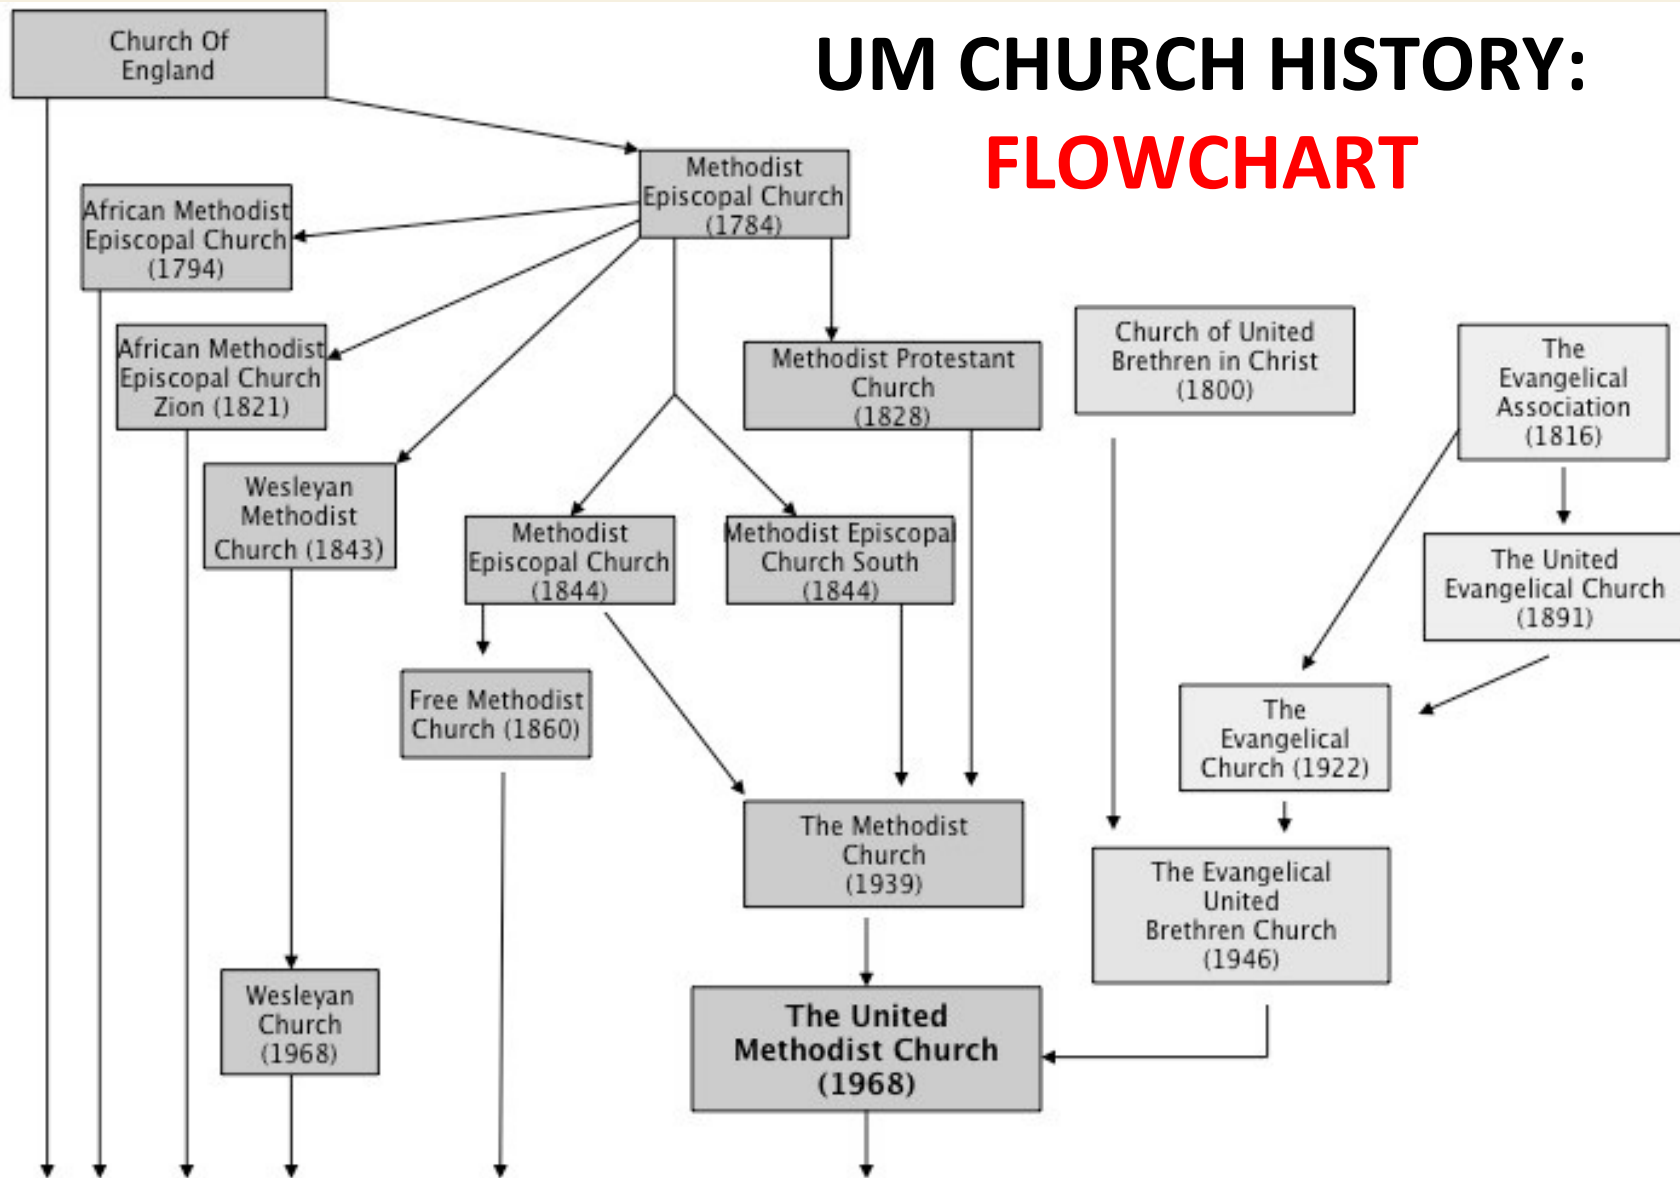 UM CHURCH HISTORY:
FLOWCHART
Church Of
England
Methodist
Episcopal Church
(1784)
African Methodist
Episcopal Church
(1794)
African Methodist
Episcopal Church
Zion (1821)
Methodist Protestant
Church
(1828)
Church of United
Brethren in Christ
(1800)
The
Evangelical
Association
(1816)
Wesleyan
Methodist
Church (1843)
Methodist
Episcopal Church
(1844)
Methodist Episcopal
Church South
(1844)
The United
Evangelical Church
(1891)
Free Methodist
Church (1860)
The
Evangelical
Church (1922)
The Methodist
Church
(1939)
The Evangelical
United
Brethren Church
(1946)
Wesleyan
Church
(1968)
The United
Methodist Church
(1968)